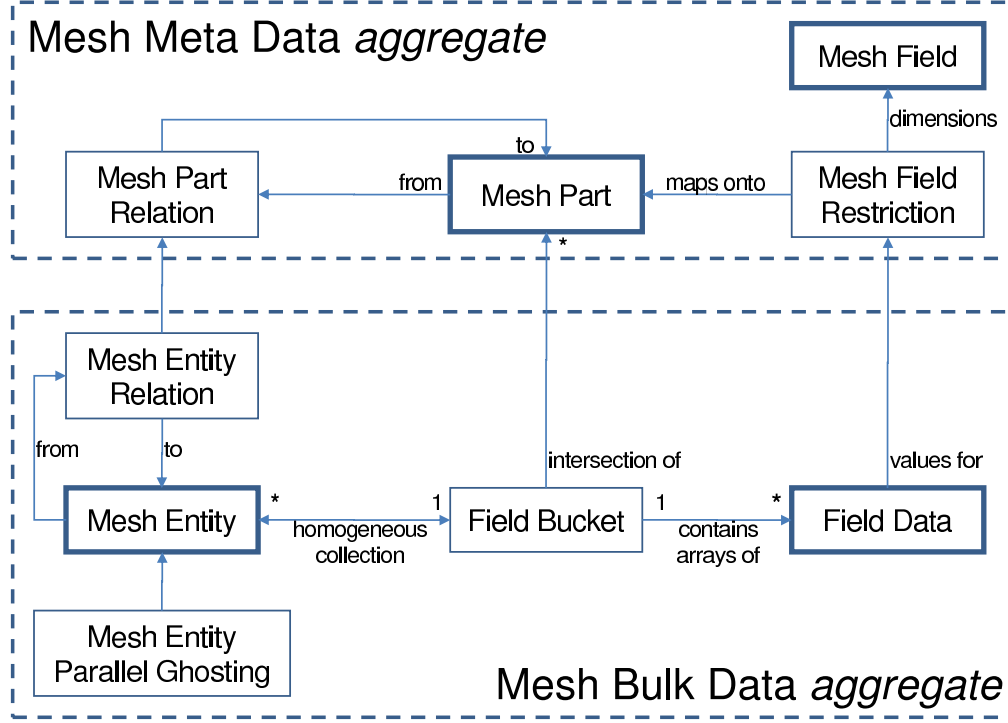 Mesh Meta Data aggregate
Mesh Field
dimensions
to
Mesh Part
Relation
from
Mesh Part
maps onto
Mesh Field
Restriction
*
Mesh Entity
Relation
from
to
intersection of
values for
Mesh Entity
*
homogeneous
collection
1
Field Bucket
1
contains
arrays of
*
Field Data
Mesh Entity
Parallel Ghosting
Mesh Bulk Data aggregate